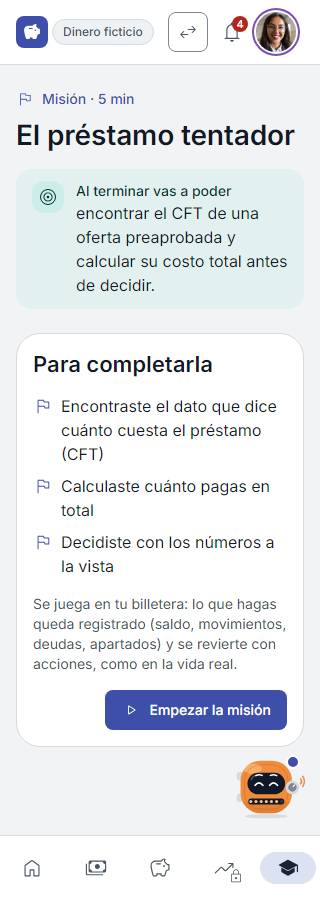 Dinero ficticio
4
Misión · 5 min
El préstamo tentador
Al terminar vas a poder
encontrar el CFT de una
oferta preaprobada y
calcular su costo total antes
de decidir.
Para completarla
Encontraste el dato que dice
cuánto cuesta el préstamo
(CFT)
Calculaste cuánto pagas en
total
Decidiste con los números a
la vista
Se juega en tu billetera: lo que hagas
queda registrado (saldo, movimientos,
deudas, apartados) y se revierte con
acciones, como en la vida real.
Empezar la misión